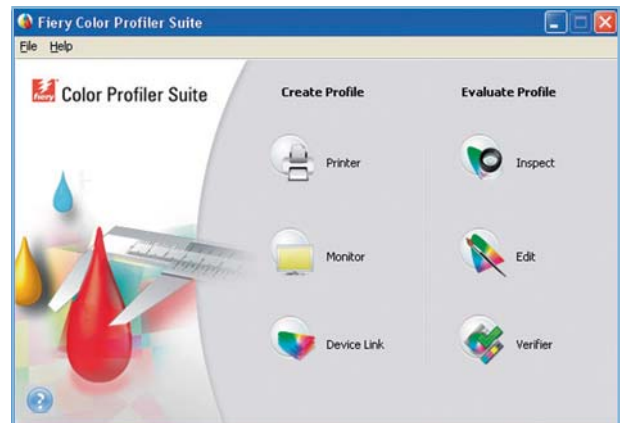 Fiery Color Profiler Suite
File Help
fiery Color Profiler Suite
Create Profile
Evaluate Profile
Printer
Inspect
Monitor
Edit
Device Link
Verifier
?